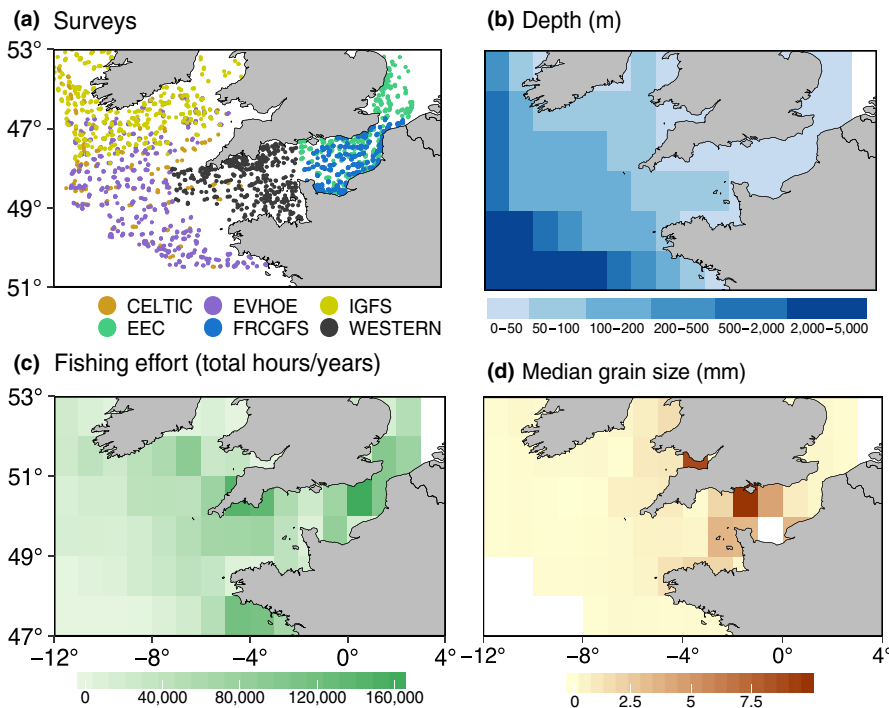 (a) Surveys
53°
47°
49°
51°
CELTIC EVHOE IGFS
EEC FRCGFS WESTERN
(b) Depth (m)
0−50 50−100 100−200 200−500 500−2,000 2,000−5,000
(c) Fishing effort (total hours/years)
53°
51°
49°
47°
−12° −8° −4° 0° 4°
0 40,000 80,000 120,000 160,000
(d) Median grain size (mm)
−12° −8° −4° 0° 4°
0 2.5 5 7.5